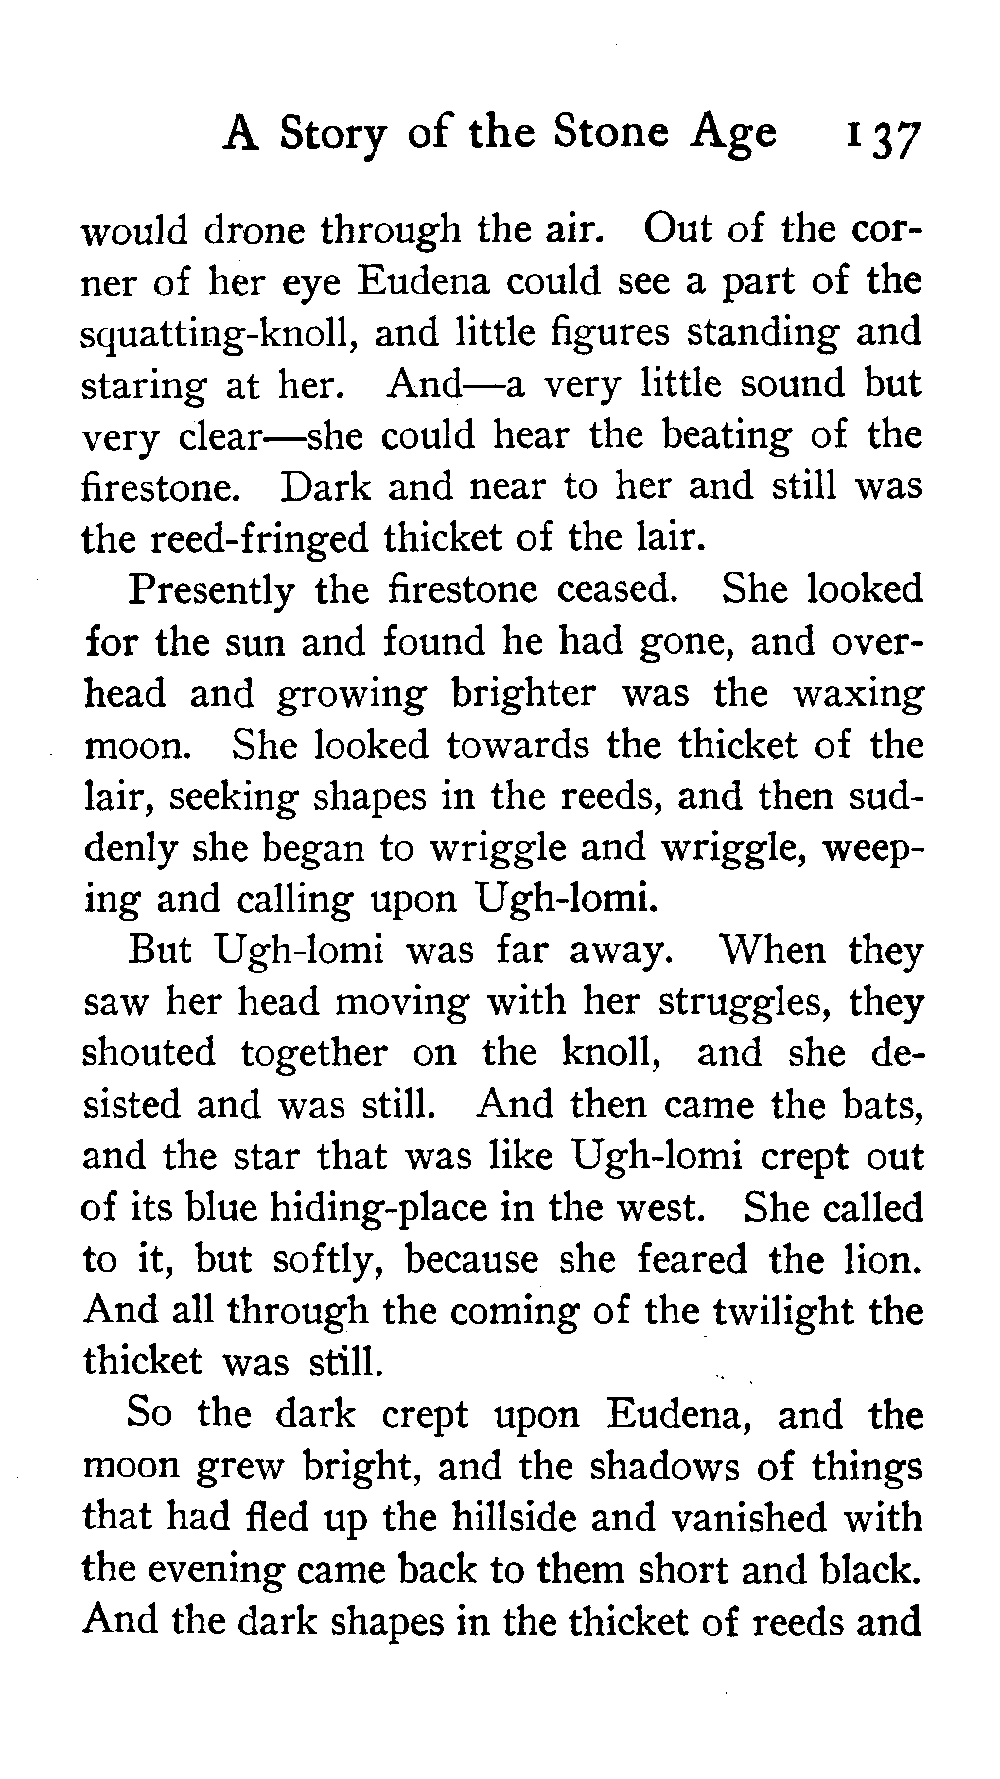 A Story of the Stone Age 137
would drone through the air. Out of the cor-
ner of her eye Eudena could see a part of the
squatting-knoll, and little figures standing and
staring at her. And—a very little sound but
very clear—she could hear the beating of the
firestone. Dark and near to her and still was
the reed-fringed thicket of the lair.
Presently the firestone ceased. She looked
for the sun and found he had gone, and over-
head and growing brighter was the waxing
moon. She looked towards the thicket of the
lair, seeking shapes in the reeds, and then sud-
denly she began to wriggle and wriggle, weep-
ing and calling upon Ugh-lomi.
But Ugh-lomi was far away. When they
saw her head moving with her struggles, they
shouted together on the knoll, and she de-
sisted and was still. And then came the bats,
and the star that was like Ugh-lomi crept out
of its blue hiding-place in the west. She called
to it, but softly, because she feared the lion.
And all through the coming of the twilight the
thicket was still.
So the dark crept upon Eudena, and the
moon grew bright, and the shadows of things
that had fled up the hillside and vanished with
the evening came back to them short and black.
And the dark shapes in the thicket of reeds and